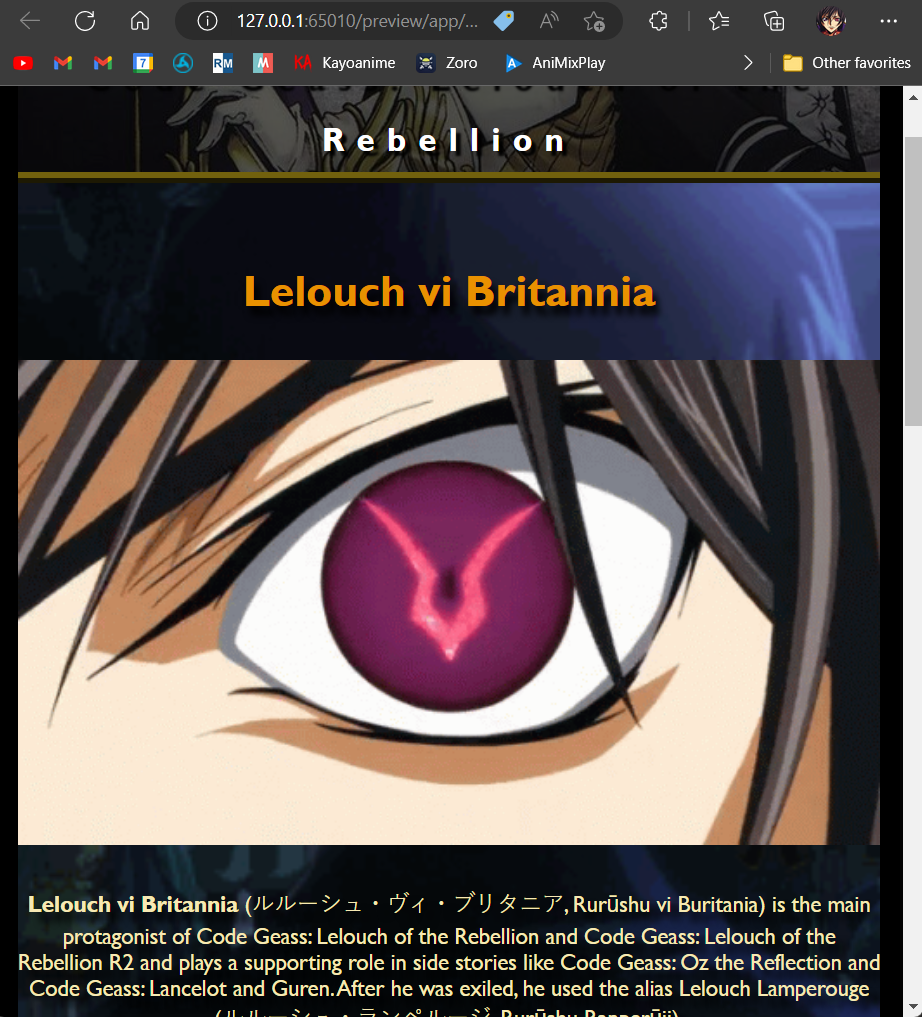 127.0.0.1:65010/preview/app/...
7
RM
M
KA Kayoanime
Zoro
AniMixPlay
Other favorites
Rebellion
Lelouch vi Britannia
Lelouch vi Britannia (ルルーシュ・ヴィ・ブリタニア, Rurūshu vi Buritania) is the main
protagonist of Code Geass: Lelouch of the Rebellion and Code Geass: Lelouch of the
Rebellion R2 and plays a supporting role in side stories like Code Geass: Oz the Reflection and
Code Geass: Lancelot and Guren. After he was exiled, he used the alias Lelouch Lamperouge